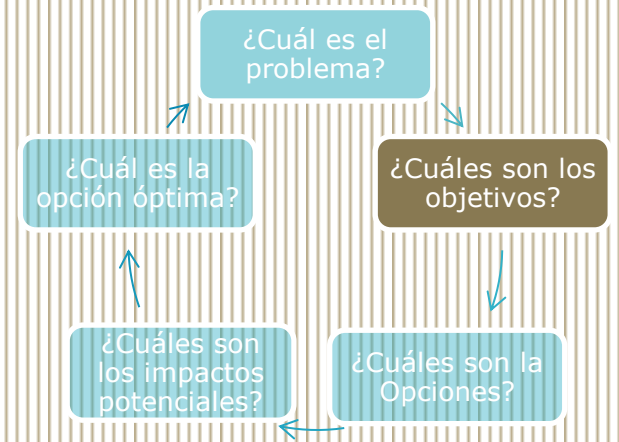 ¿Cuál es el
problema?
¿Cuáles son los
objetivos?
¿Cuáles son la
Opciones?
¿Cuáles son
los impactos
potenciales?
¿Cuál es la
opción óptima?